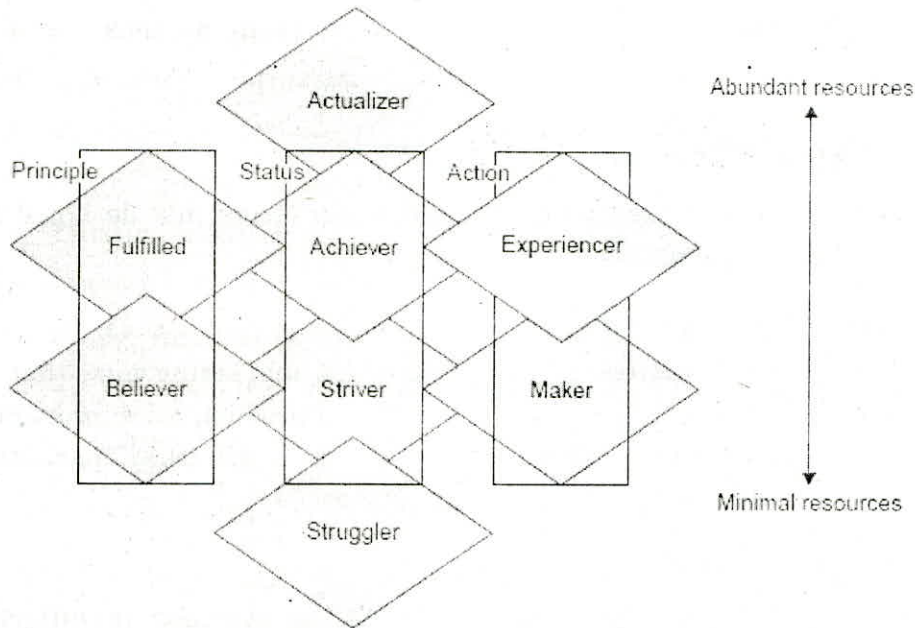 Actualizer
Abundant resources
Principle
Status
Action
Fulfilled
Achiever
Experiencer
Believer
Striver
Maker
Minimal resources
Struggler